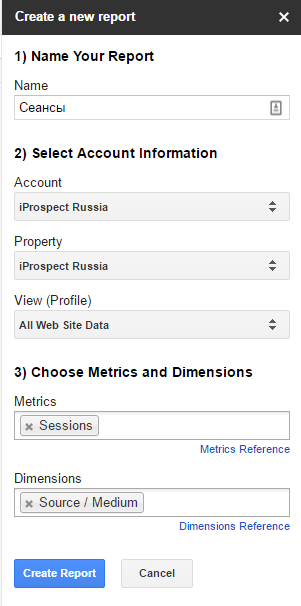 Create a new report
1) Name Your Report
Name
Сеансы
2) Select Account Information
Account
iProspect Russia
Property
iProspect Russia
View (Profile)
All Web Site Data
3) Choose Metrics and Dimensions
Metrics
Sessions
Metrics Reference
Dimensions
Source / Medium
Dimensions Reference
Create Report Cancel